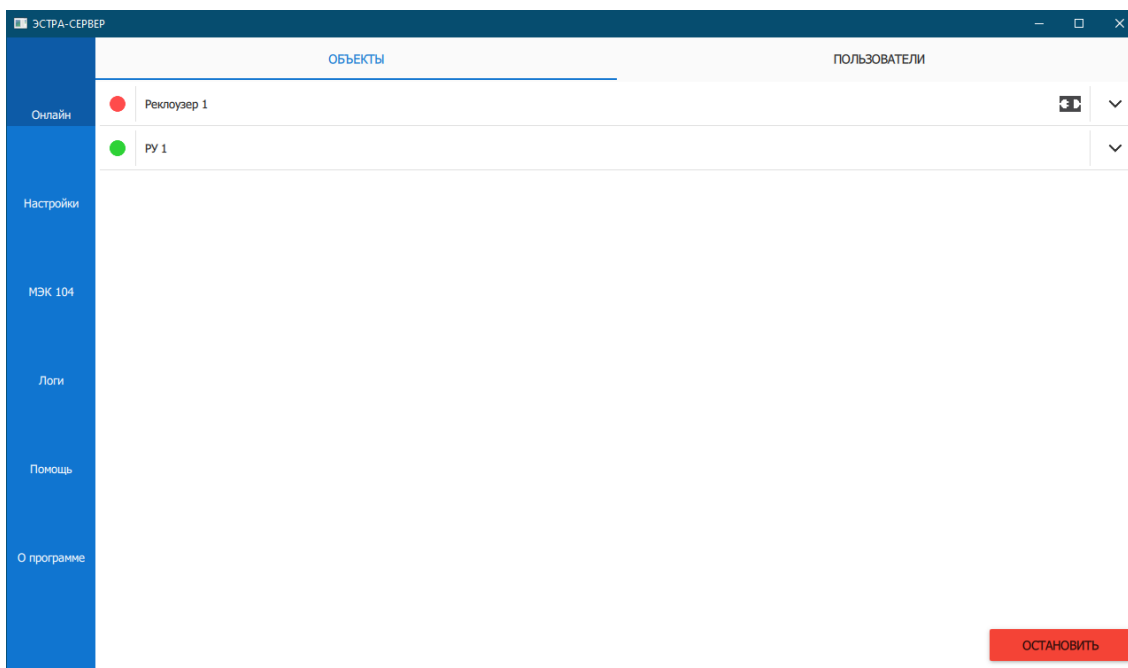 ЭСТРА-СЕРВЕР
ОБЪЕКТЫ
ПОЛЬЗОВАТЕЛИ
Онлайн
Реклоузер 1
РУ 1
Настройки
МЭК 104
Логи
Помощь
О программе
ОСТАНОВИТЬ